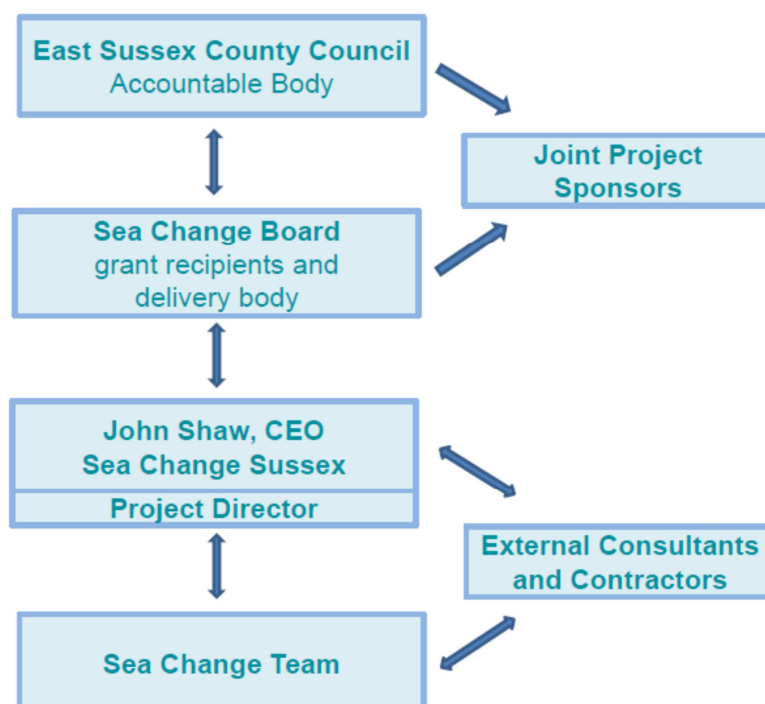 East Sussex County Council
Accountable Body
Joint Project
Sponsors
Sea Change Board
grant recipients and
delivery body
John Shaw, CEO
Sea Change Sussex
Project Director
External Consultants
and Contractors
Sea Change Team